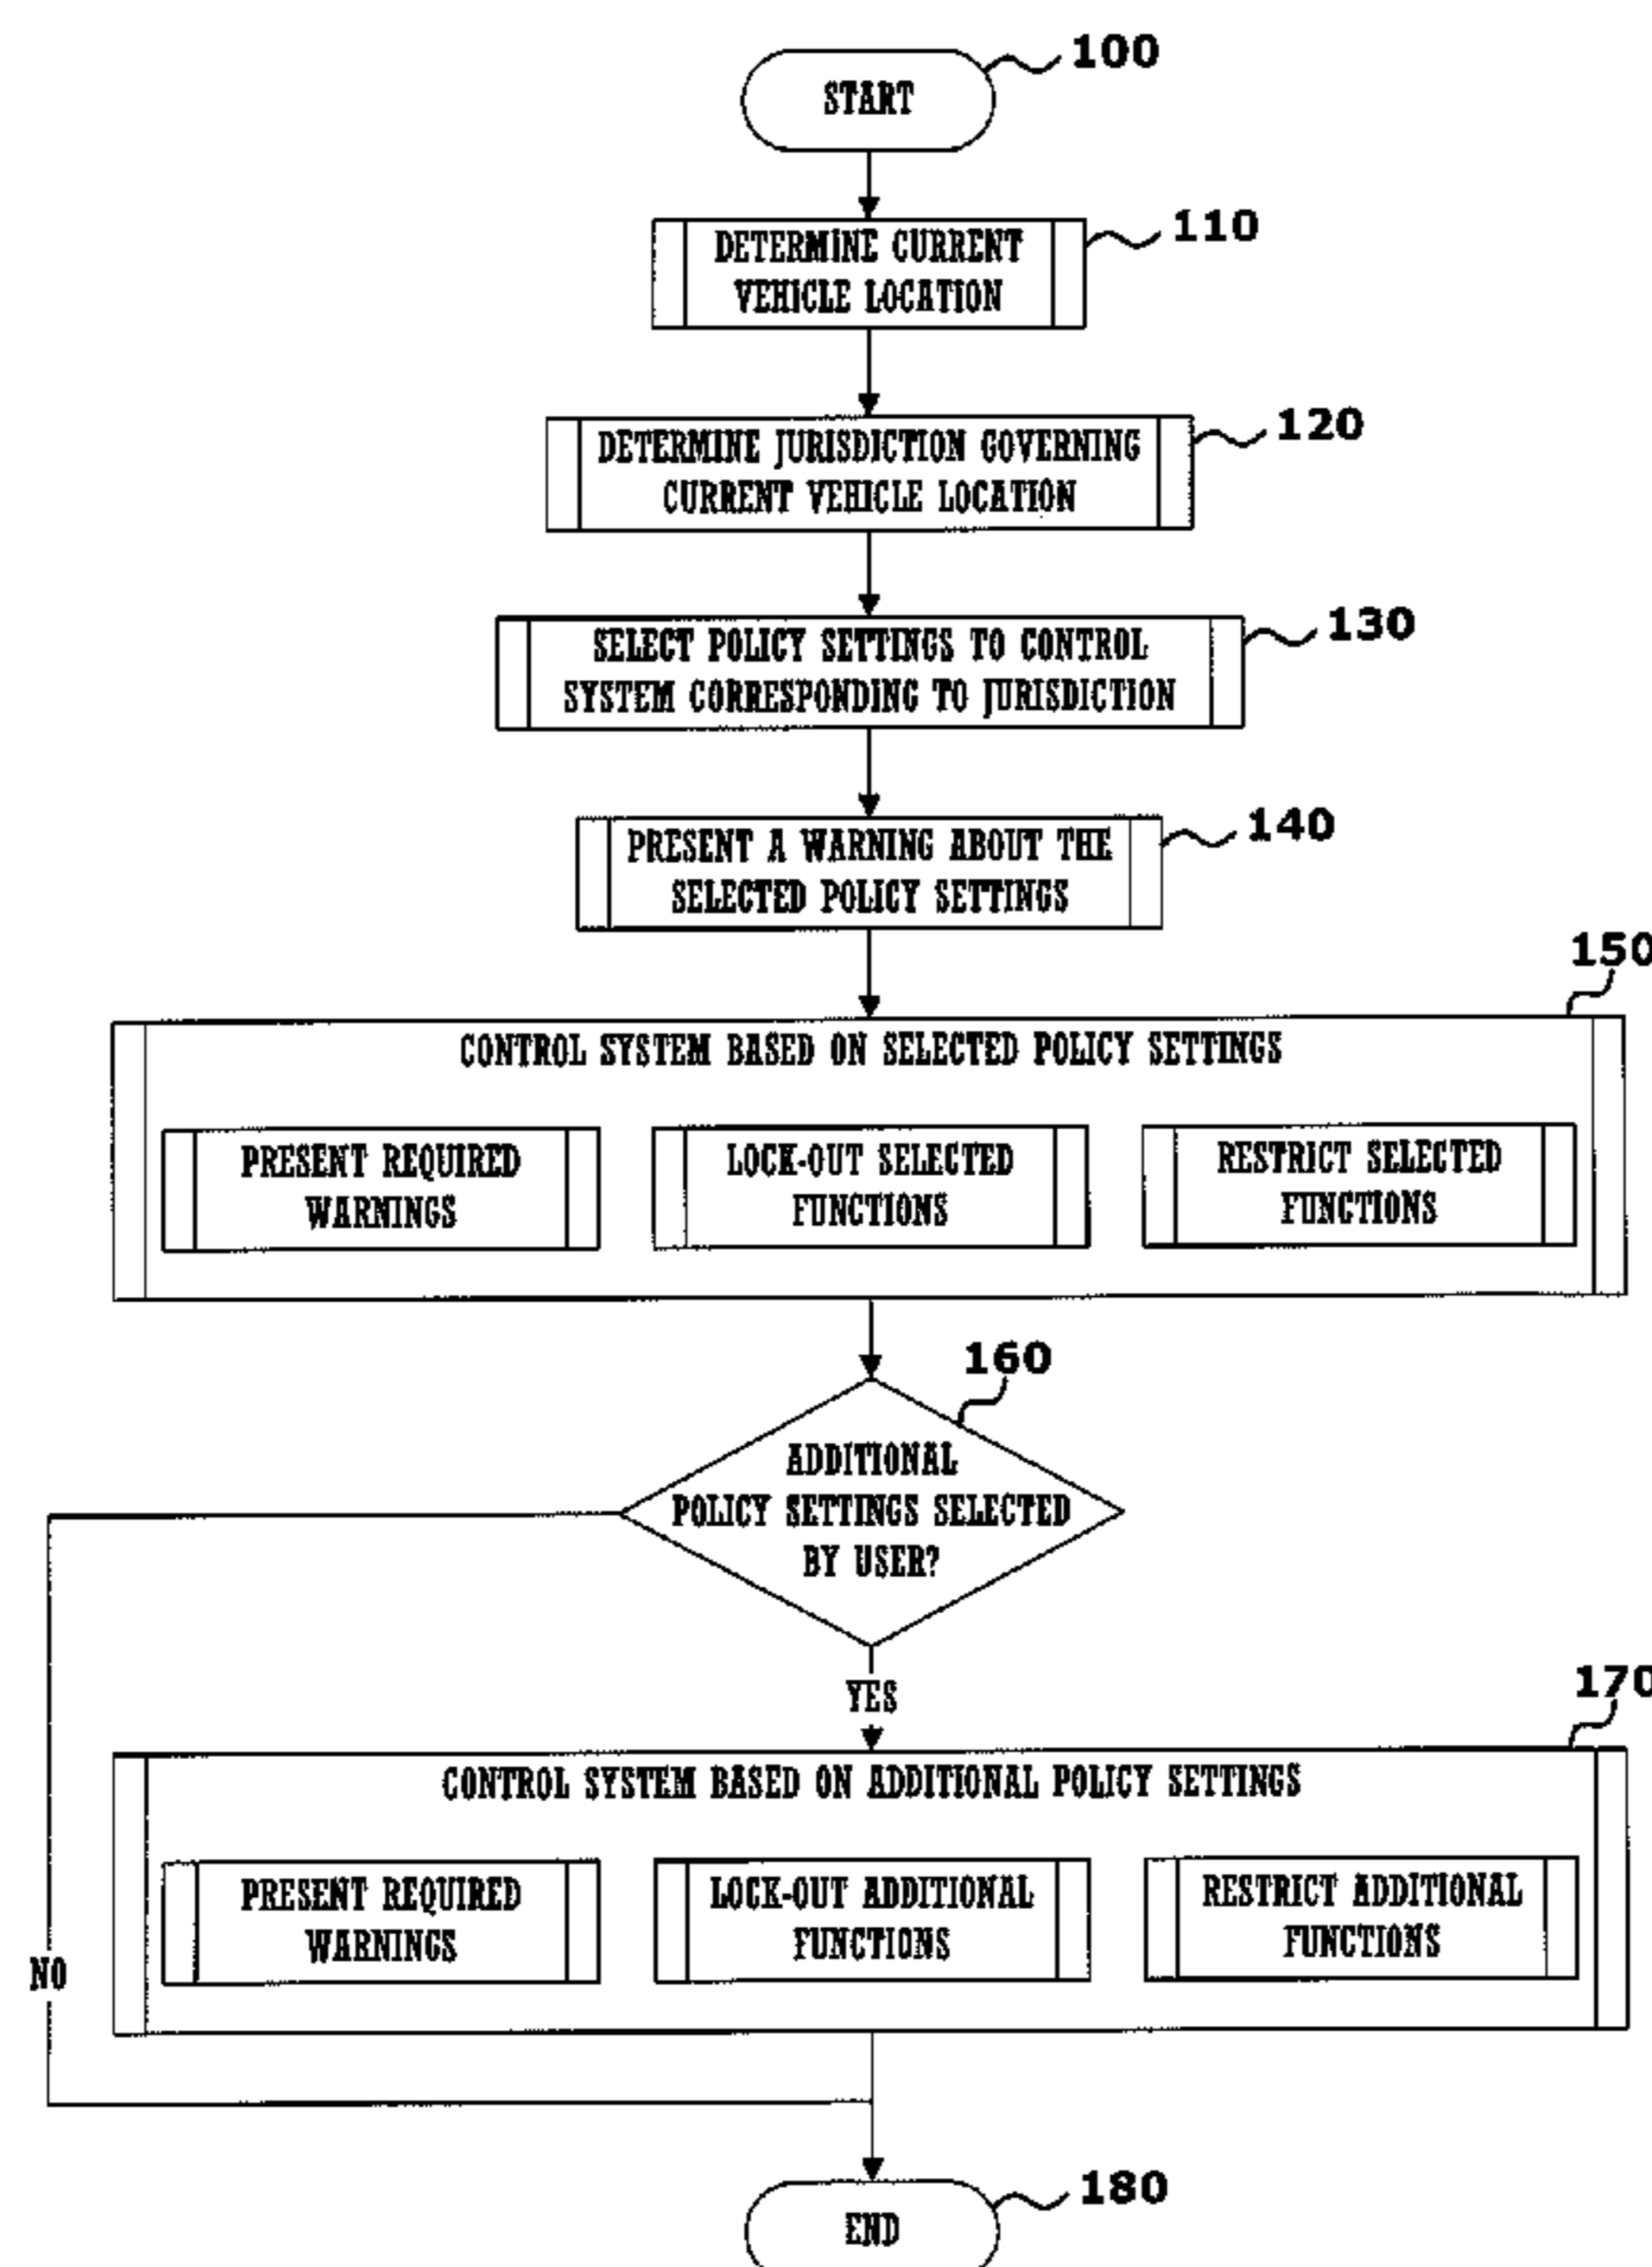 100
START
110
DETERMINE CURRENT
VEHICLE LOCATION
120
DETERMINE JURISDICTION GOVERNING
CURRENT VEHICLE LOCATION
130
SELECT POLICY SETTINGS TO CONTROL
SYSTEM CORRESPONDING TO JURISDICTION
140
PRESENT A WARNING ABOUT THE
SELECTED POLICY SETTINGS
150
CONTROL SYSTEM BASED ON SELECTED POLICY SETTINGS
PRESENT REQUIRED
WARNINGS
LOCK-OUT SELECTED
FUNCTIONS
RESTRICT SELECTED
FUNCTIONS
160
ADDITIONAL
POLICY SETTINGS SELECTED
BY USER?
YES
170
CONTROL SYSTEM BASED ON ADDITIONAL POLICY SETTINGS
PRESENT REQUIRED
WARNINGS
LOCK-OUT ADDITIONAL
FUNCTIONS
RESTRICT ADDITIONAL
FUNCTIONS
NO
180
END